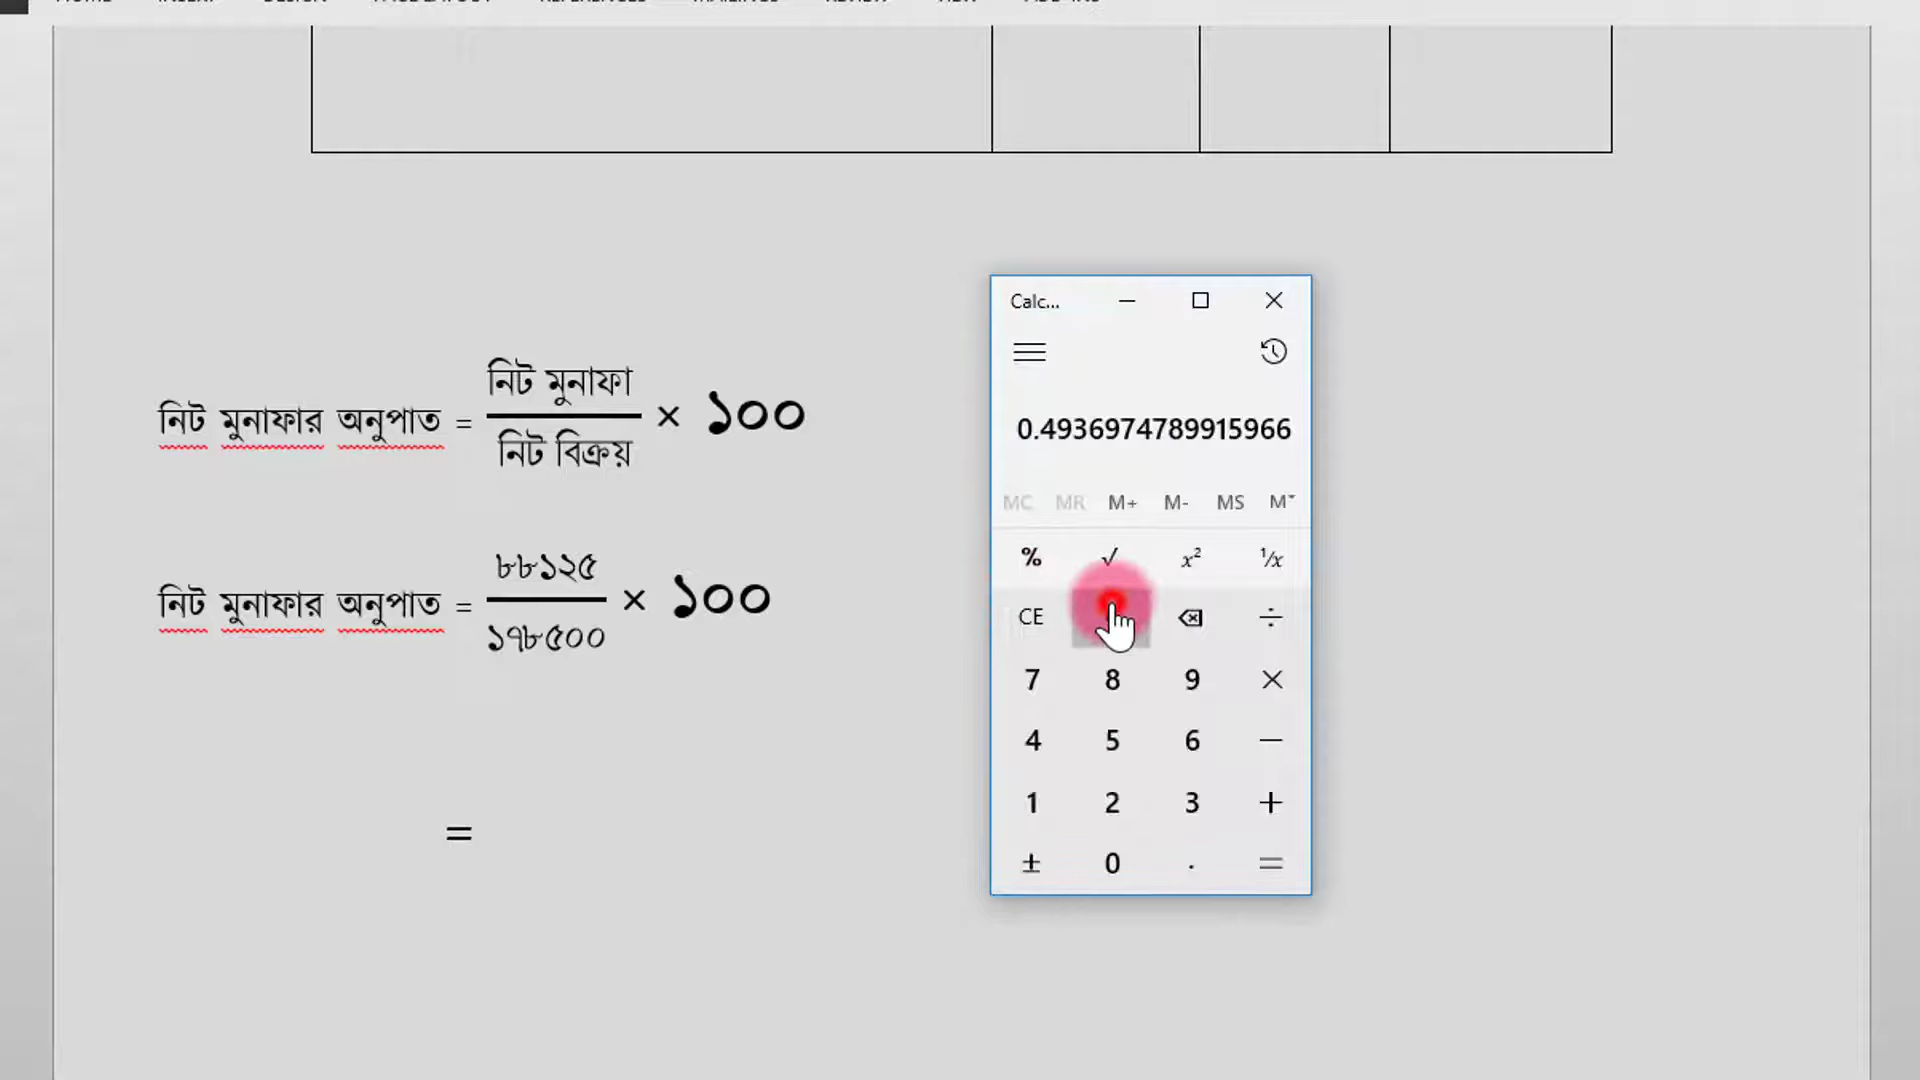 নিট মুনাফার অনুপাত = নিট মুনাফা / নিট বিক্রয় × ১০০
নিট মুনাফার অনুপাত = ৮৮১২৫ / ১৭৮৫০০ × ১০০
=
Calc...
0.4936974789915966
MC MR M+ M- MS M˅
% √ x² ¹/x
CE ÷
7 8 9 ×
4 5 6 −
1 2 3 +
± 0 . =